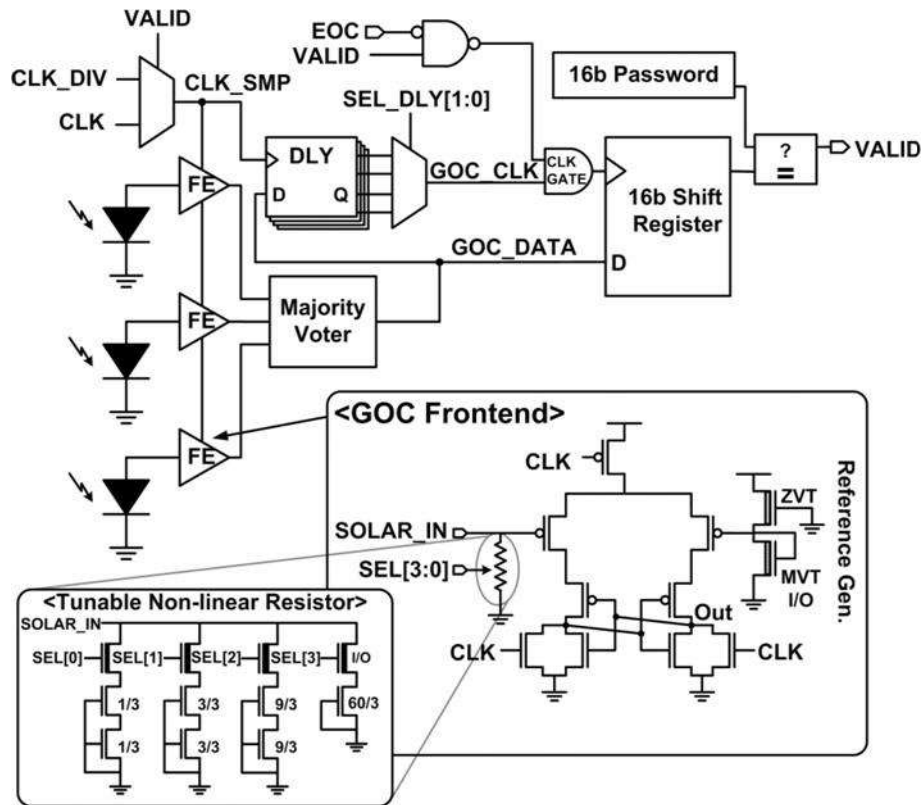 VALID
EOC
VALID
CLK_DIV
CLK
CLK_SMP
SEL_DLY[1:0]
16b Password
DLY
D
Q
GOC_CLK
CLK
GATE
16b Shift
Register
D
?
=
VALID
FE
GOC_DATA
FE
Majority
Voter
FE
<GOC Frontend>
CLK
Reference Gen.
ZVT
SOLAR_IN
SEL[3:0]
MVT
I/O
Out
CLK
CLK
<Tunable Non-linear Resistor>
SOLAR_IN
SEL[0]
SEL[1]
SEL[2]
SEL[3]
I/O
1/3
3/3
9/3
60/3
1/3
3/3
9/3